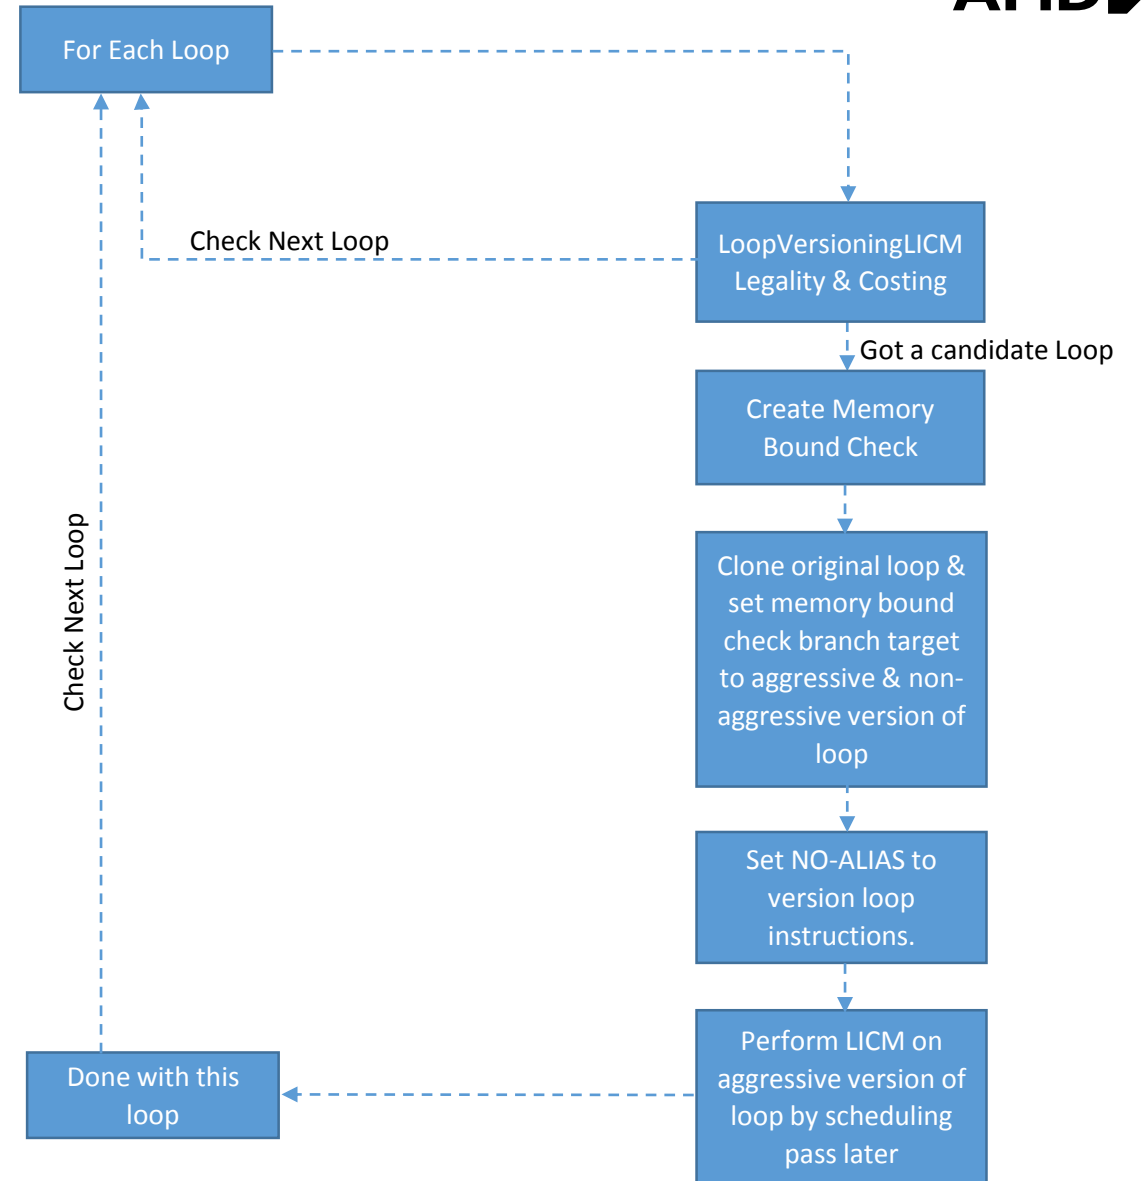 AMD
For Each Loop
Check Next Loop
LoopVersioningLICM
Legality & Costing
Got a candidate Loop
Create Memory
Bound Check
Clone original loop &
set memory bound
check branch target
to aggressive & non-
aggressive version of
loop
Check Next Loop
Set NO-ALIAS to
version loop
instructions.
Perform LICM on
aggressive version of
loop by scheduling
pass later
Done with this
loop